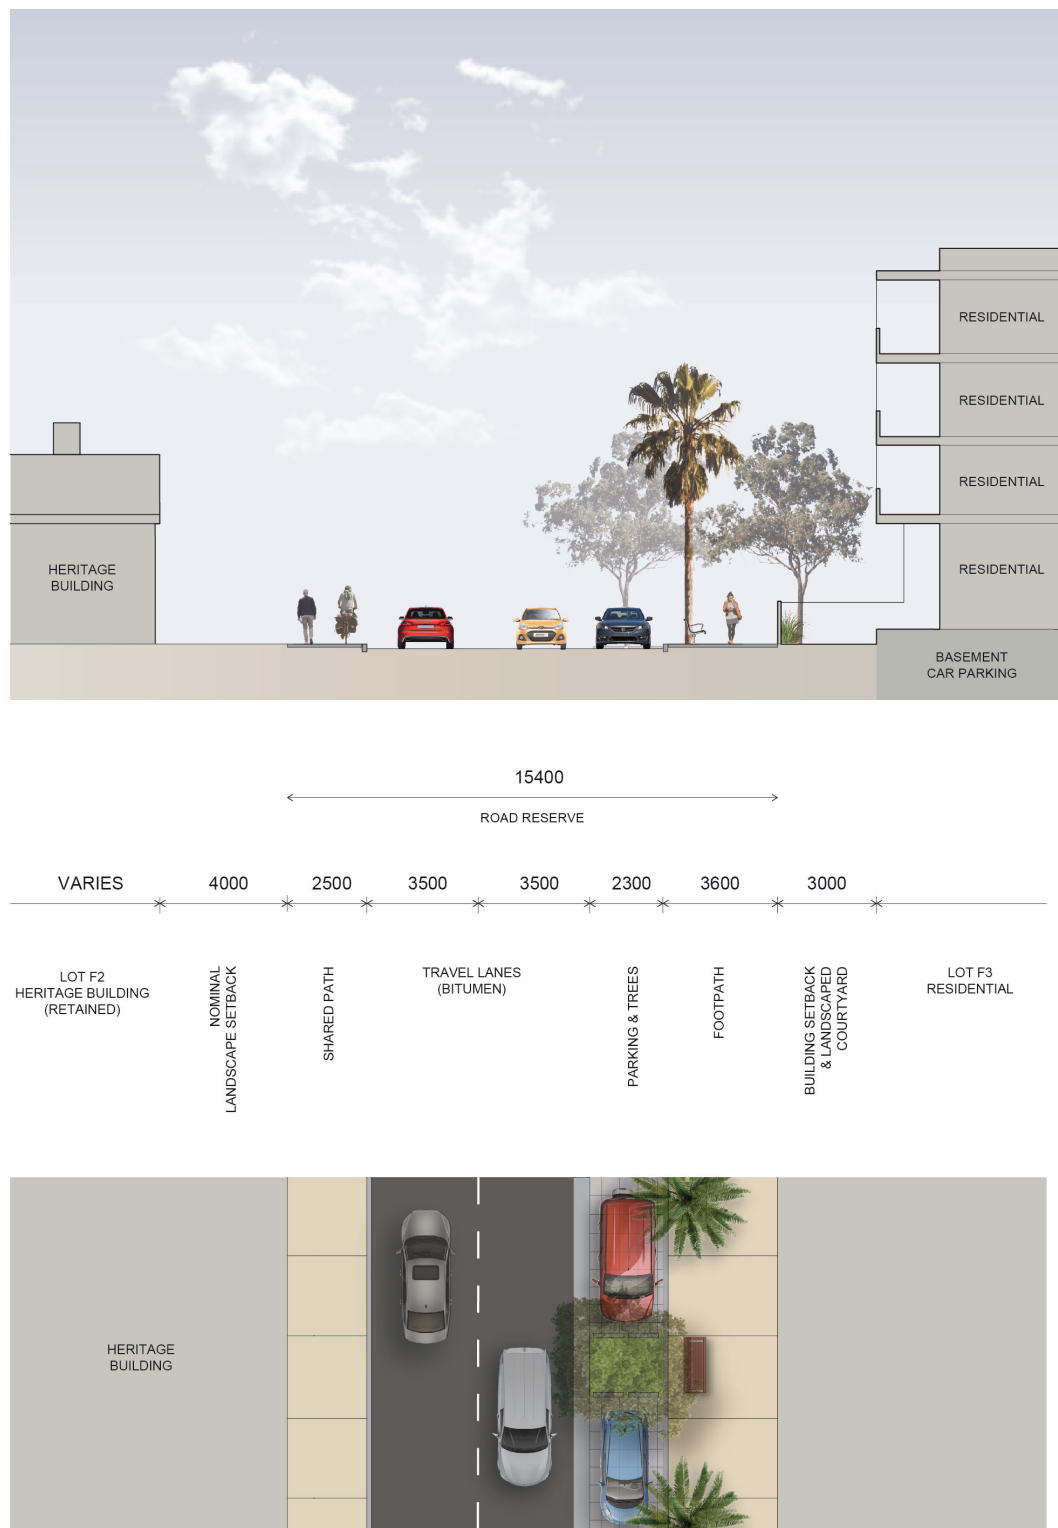 RESIDENTIAL
RESIDENTIAL
RESIDENTIAL
HERITAGE
BUILDING
RESIDENTIAL
BASEMENT
CAR PARKING
15400
ROAD RESERVE
VARIES
4000
2500
3500
3500
2300
3600
3000
LOT F2
HERITAGE BUILDING
(RETAINED)
NOMINAL
LANDSCAPE SETBACK
SHARED PATH
TRAVEL LANES
(BITUMEN)
PARKING & TREES
FOOTPATH
BUILDING SETBACK
& LANDSCAPED
COURTYARD
LOT F3
RESIDENTIAL
HERITAGE
BUILDING